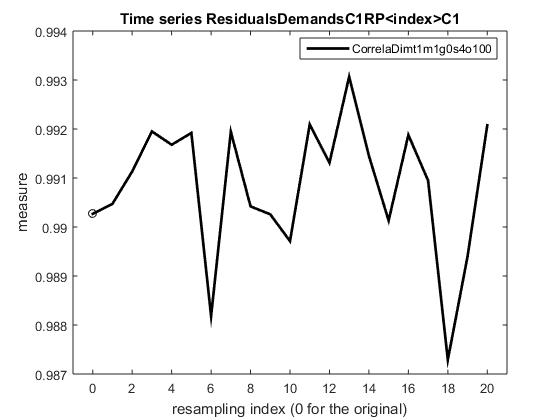 Time series ResidualsDemandsC1RP<index>C1
CorrelaDimt1m1g0s4o100
0.994
0.993
0.992
0.991
0.99
0.989
0.988
0.987
measure
0 2 4 6 8 10 12 14 16 18 20
resampling index (0 for the original)